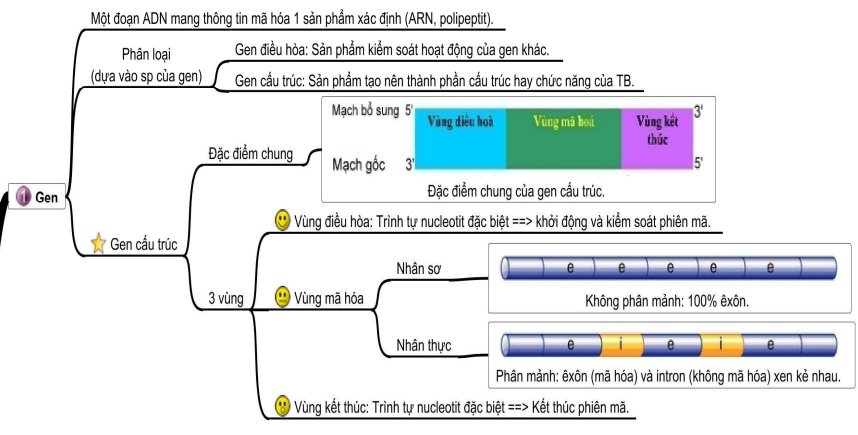 Một đoạn ADN mang thông tin mã hóa 1 sản phẩm xác định (ARN, polipeptit).
Phân loại
(dựa vào sp của gen)
Gen điều hòa: Sản phẩm kiểm soát hoạt động của gen khác.
Gen cấu trúc: Sản phẩm tạo nên thành phần cấu trúc hay chức năng của TB.
1 Gen
Gen cấu trúc
Đặc điểm chung
Mạch bổ sung 5' 3'
Vùng điều hoà Vùng mã hoá Vùng kết
thúc
Mạch gốc 3' 5'
Đặc điểm chung của gen cấu trúc.
3 vùng
Vùng điều hòa: Trình tự nucleotit đặc biệt ==> khởi động và kiểm soát phiên mã.
Vùng mã hóa
Nhân sơ
e e e e e
Không phân mảnh: 100% êxôn.
Nhân thực
e i e i e
Phân mảnh: êxôn (mã hóa) và intron (không mã hóa) xen kẻ nhau.
Vùng kết thúc: Trình tự nucleotit đặc biệt ==> Kết thúc phiên mã.